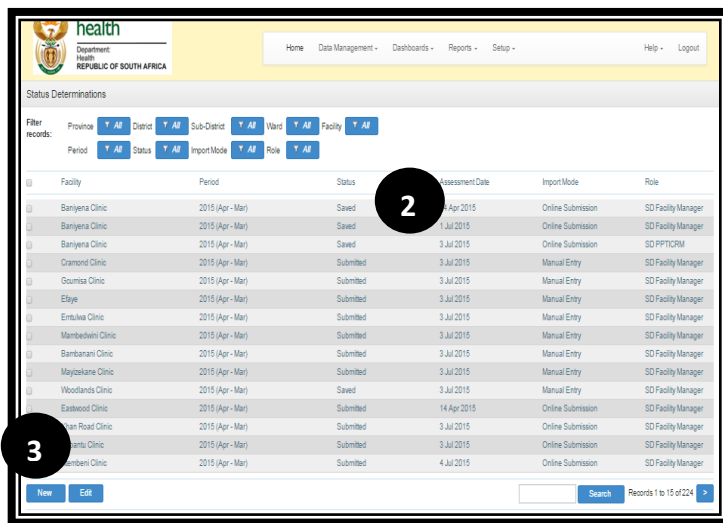 health
Department:
Health
REPUBLIC OF SOUTH AFRICA
Home Data Management Dashboards Reports Setup Help Logout
Status Determinations
Filter records: Province All District All Sub-District All Ward All Facility All
Period All Status All Import Mode All Role All
Facility Period Status Assessment Date Import Mode Role
2
Baniyena Clinic 2015 (Apr - Mar) Saved Apr 2015 Online Submission SD Facility Manager
Baniyena Clinic 2015 (Apr - Mar) Saved 1 Jul 2015 Online Submission SD Facility Manager
Baniyena Clinic 2015 (Apr - Mar) Saved 3 Jul 2015 Online Submission SD PPTICRM
Cramond Clinic 2015 (Apr - Mar) Submitted 3 Jul 2015 Manual Entry SD Facility Manager
Gcumisa Clinic 2015 (Apr - Mar) Submitted 3 Jul 2015 Manual Entry SD Facility Manager
Efaye 2015 (Apr - Mar) Submitted 3 Jul 2015 Manual Entry SD Facility Manager
Emtulwa Clinic 2015 (Apr - Mar) Submitted 3 Jul 2015 Manual Entry SD Facility Manager
Mambedwini Clinic 2015 (Apr - Mar) Submitted 3 Jul 2015 Manual Entry SD Facility Manager
Bambanani Clinic 2015 (Apr - Mar) Submitted 3 Jul 2015 Manual Entry SD Facility Manager
Mayizekane Clinic 2015 (Apr - Mar) Submitted 3 Jul 2015 Manual Entry SD Facility Manager
Woodlands Clinic 2015 (Apr - Mar) Saved 3 Jul 2015 Manual Entry SD Facility Manager
Eastwood Clinic 2015 (Apr - Mar) Submitted 14 Apr 2015 Online Submission SD Facility Manager
Road Clinic 2015 (Apr - Mar) Submitted 3 Jul 2015 Online Submission SD Facility Manager
3
Clinic 2015 (Apr - Mar) Submitted 3 Jul 2015 Online Submission SD Facility Manager
Clinic 2015 (Apr - Mar) Submitted 4 Jul 2015 Online Submission SD Facility Manager
New Edit Search Records 1 to 15 of 224 >